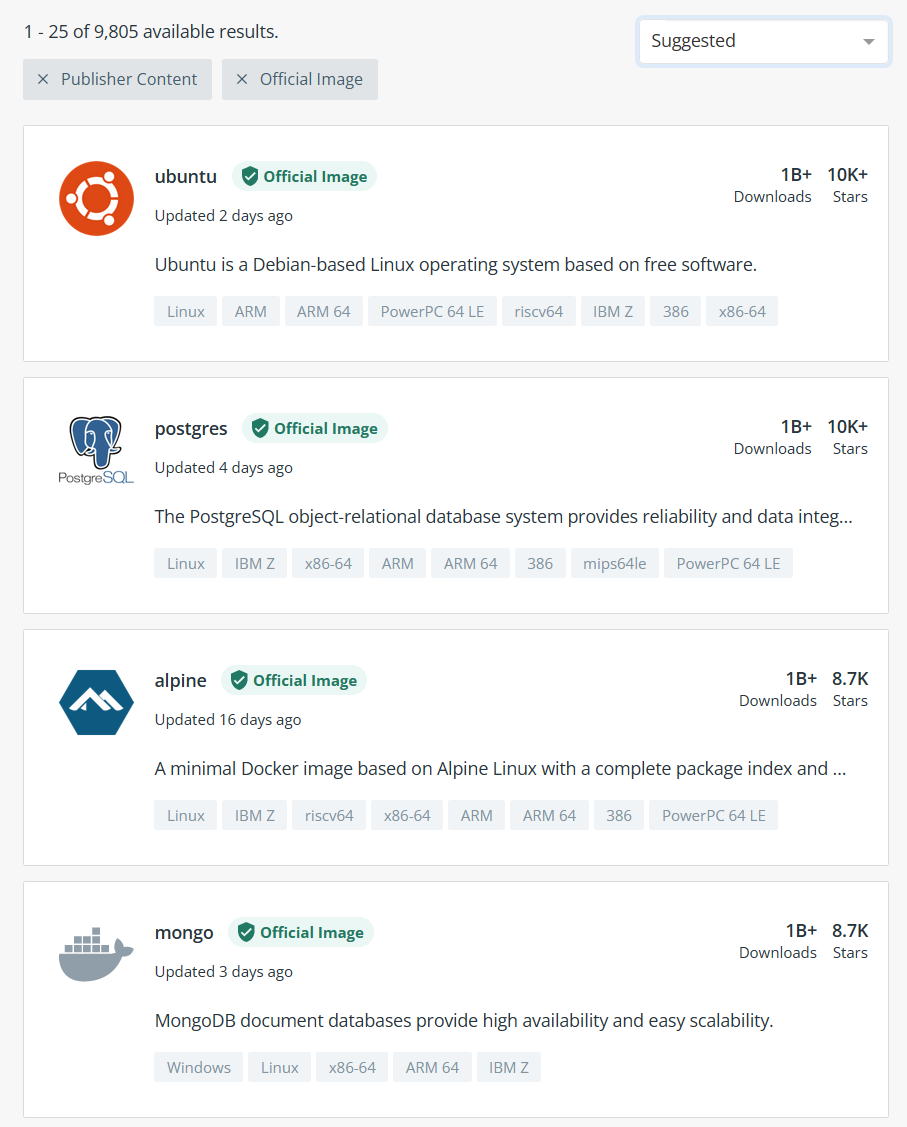 1 - 25 of 9,805 available results.
Suggested
× Publisher Content × Official Image
ubuntu Official Image
1B+ 10K+
Downloads Stars
Updated 2 days ago
Ubuntu is a Debian-based Linux operating system based on free software.
Linux ARM ARM 64 PowerPC 64 LE riscv64 IBM Z 386 x86-64
PostgreSQL
postgres Official Image
1B+ 10K+
Downloads Stars
Updated 4 days ago
The PostgreSQL object-relational database system provides reliability and data integ...
Linux IBM Z x86-64 ARM ARM 64 386 mips64le PowerPC 64 LE
alpine Official Image
1B+ 8.7K
Downloads Stars
Updated 16 days ago
A minimal Docker image based on Alpine Linux with a complete package index and ...
Linux IBM Z riscv64 x86-64 ARM ARM 64 386 PowerPC 64 LE
mongo Official Image
1B+ 8.7K
Downloads Stars
Updated 3 days ago
MongoDB document databases provide high availability and easy scalability.
Windows Linux x86-64 ARM 64 IBM Z